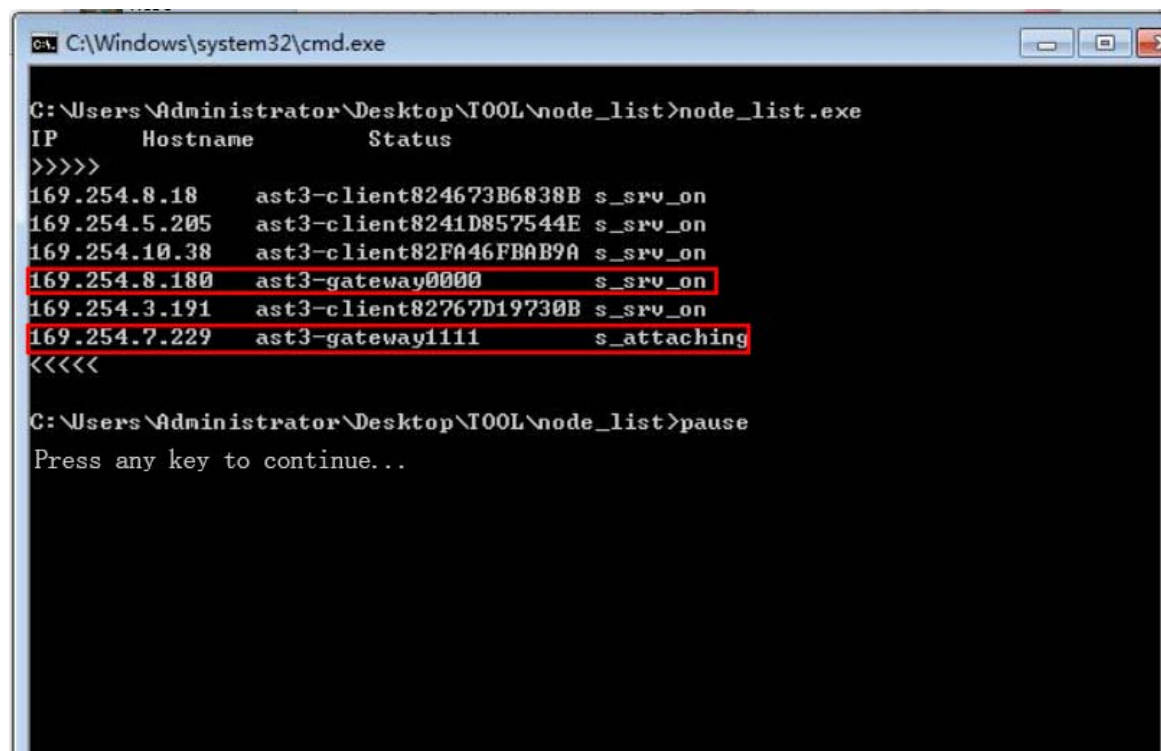 C:\Windows\system32\cmd.exe
C:\Users\Administrator\Desktop\TOOL\node_list>node_list.exe
IP Hostname Status
>>>>>
169.254.8.18 ast3-client824673B6838B s_srv_on
169.254.5.205 ast3-client8241D857544E s_srv_on
169.254.10.38 ast3-client82FA46FBAB9A s_srv_on
169.254.8.180 ast3-gateway0000 s_srv_on
169.254.3.191 ast3-client82767D19730B s_srv_on
169.254.7.229 ast3-gateway1111 s_attaching
<<<<<
C:\Users\Administrator\Desktop\TOOL\node_list>pause
Press any key to continue...